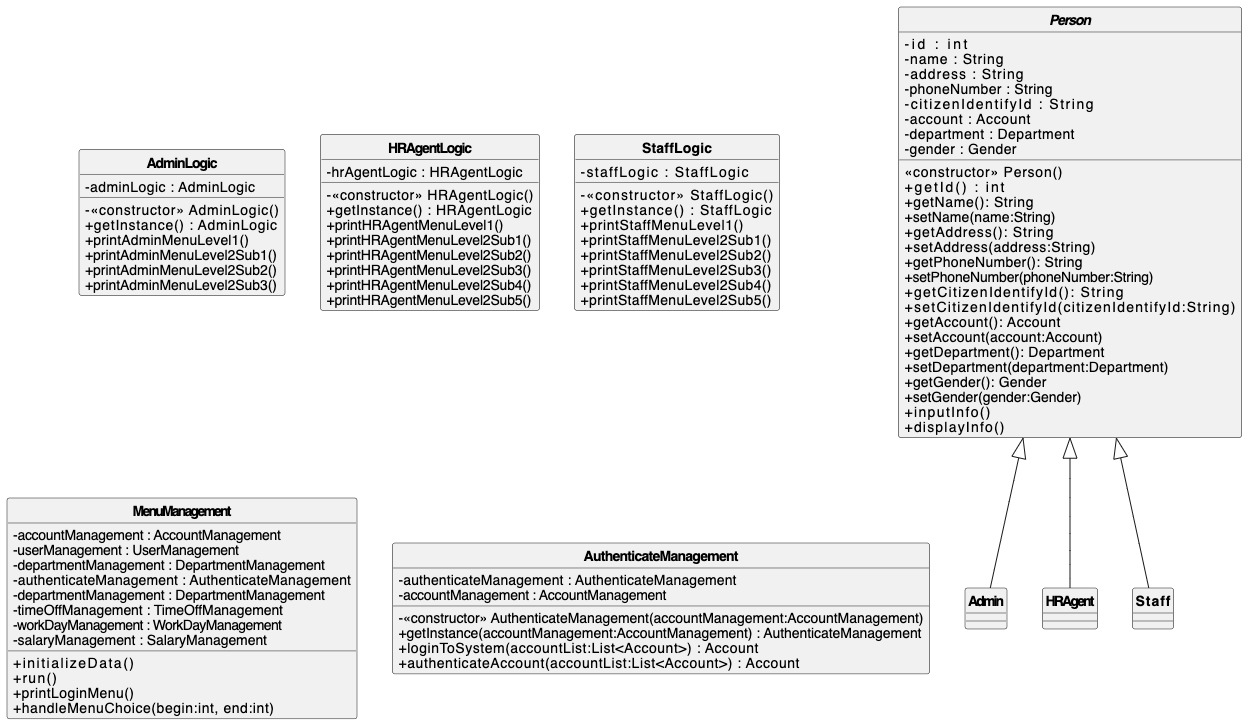 AdminLogic
-adminLogic : AdminLogic
-«constructor» AdminLogic()
+getInstance() : AdminLogic
+printAdminMenuLevel1()
+printAdminMenuLevel2Sub1()
+printAdminMenuLevel2Sub2()
+printAdminMenuLevel2Sub3()
HRAgentLogic
-hrAgentLogic : HRAgentLogic
-«constructor» HRAgentLogic()
+getInstance() : HRAgentLogic
+printHRAgentMenuLevel1()
+printHRAgentMenuLevel2Sub1()
+printHRAgentMenuLevel2Sub2()
+printHRAgentMenuLevel2Sub3()
+printHRAgentMenuLevel2Sub4()
+printHRAgentMenuLevel2Sub5()
StaffLogic
-staffLogic : StaffLogic
-«constructor» StaffLogic()
+getInstance() : StaffLogic
+printStaffMenuLevel1()
+printStaffMenuLevel2Sub1()
+printStaffMenuLevel2Sub2()
+printStaffMenuLevel2Sub3()
+printStaffMenuLevel2Sub4()
+printStaffMenuLevel2Sub5()
Person
-id : int
-name : String
-address : String
-phoneNumber : String
-citizenIdentifyId : String
-account : Account
-department : Department
-gender : Gender
«constructor» Person()
+getId() : int
+getName(): String
+setName(name:String)
+getAddress(): String
+setAddress(address:String)
+getPhoneNumber(): String
+setPhoneNumber(phoneNumber:String)
+getCitizenIdentifyId(): String
+setCitizenIdentifyId(citizenIdentifyId:String)
+getAccount(): Account
+setAccount(account:Account)
+getDepartment(): Department
+setDepartment(department:Department)
+getGender(): Gender
+setGender(gender:Gender)
+inputInfo()
+displayInfo()
MenuManagement
-accountManagement : AccountManagement
-userManagement : UserManagement
-departmentManagement : DepartmentManagement
-authenticateManagement : AuthenticateManagement
-departmentManagement : DepartmentManagement
-timeOffManagement : TimeOffManagement
-workDayManagement : WorkDayManagement
-salaryManagement : SalaryManagement
+initializeData()
+run()
+printLoginMenu()
+handleMenuChoice(begin:int, end:int)
AuthenticateManagement
-authenticateManagement : AuthenticateManagement
-accountManagement : AccountManagement
-«constructor» AuthenticateManagement(accountManagement:AccountManagement)
+getInstance(accountManagement:AccountManagement) : AuthenticateManagement
+loginToSystem(accountList:List<Account>) : Account
+authenticateAccount(accountList:List<Account>) : Account
Admin
HRAgent
Staff